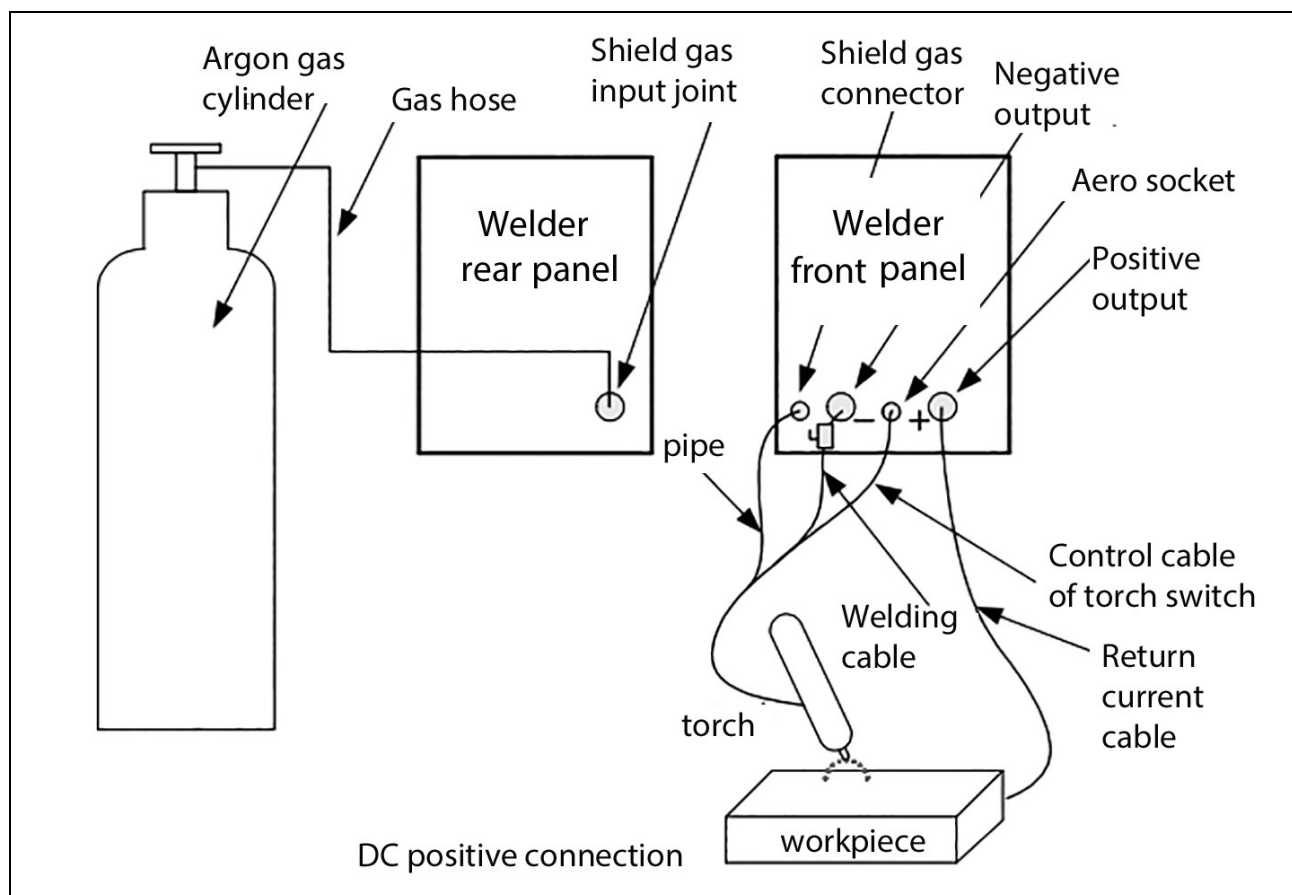 Argon gas
cylinder
Gas hose
Shield gas
input joint
Shield gas
connector
Negative
output
Aero socket
Positive
output
Welder
rear panel
Welder
front panel
−
+
pipe
Control cable
of torch switch
Welding
cable
Return
current
cable
torch
workpiece
DC positive connection